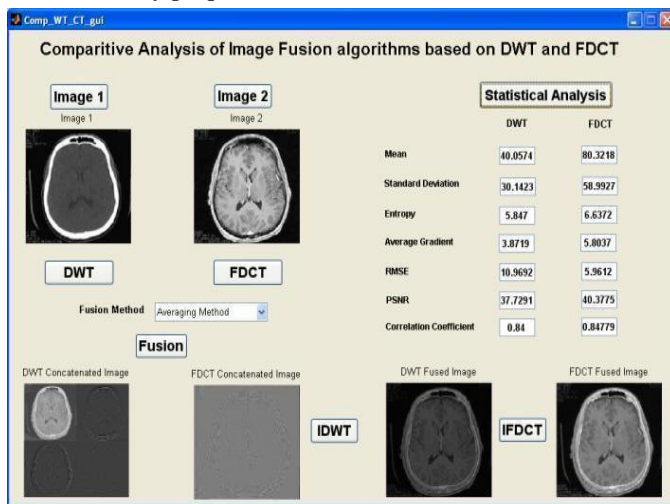 Comp_WT_CT_gui
Comparitive Analysis of Image Fusion algorithms based on DWT and FDCT
Image 1
Image 2
Statistical Analysis
Image 1
Image 2
DWT
FDCT
Mean
40.0574
80.3218
Standard Deviation
30.1423
58.9927
Entropy
5.847
6.6372
Average Gradient
3.8719
5.8037
RMSE
10.9692
5.9612
PSNR
37.7291
40.3775
Correlation Coefficient
0.84
0.84779
DWT
FDCT
Fusion Method
Averaging Method
Fusion
DWT Concatenated Image
FDCT Concatenated Image
IDWT
DWT Fused Image
IFDCT
FDCT Fused Image